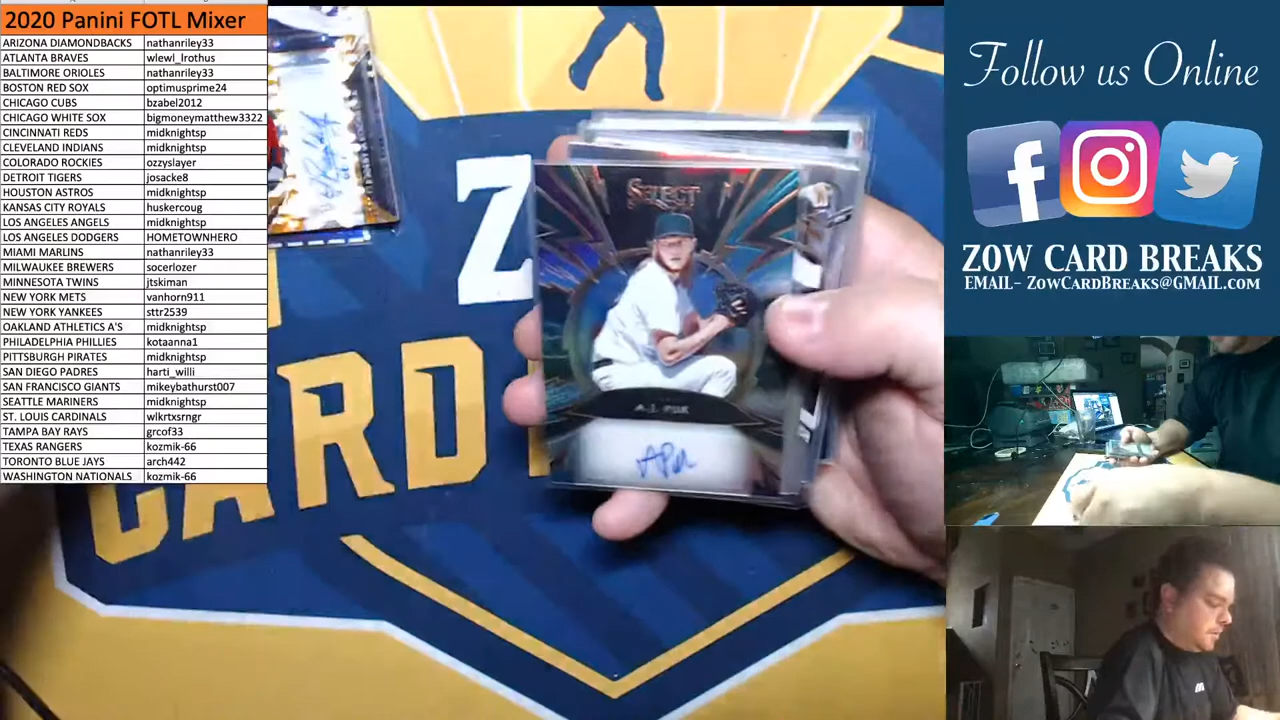 2020 Panini FOTL Mixer
ARIZONA DIAMONDBACKS nathanriley33
ATLANTA BRAVES wlewl_lrothus
BALTIMORE ORIOLES nathanriley33
BOSTON RED SOX optimusprime24
CHICAGO CUBS bzabel2012
CHICAGO WHITE SOX bigmoneymatthew3322
CINCINNATI REDS midknightsp
CLEVELAND INDIANS midknightsp
COLORADO ROCKIES ozzyslayer
DETROIT TIGERS josacke8
HOUSTON ASTROS midknightsp
KANSAS CITY ROYALS huskercoug
LOS ANGELES ANGELS midknightsp
LOS ANGELES DODGERS HOMETOWNHERO
MIAMI MARLINS nathanriley33
MILWAUKEE BREWERS socerlozer
MINNESOTA TWINS jtskiman
NEW YORK METS vanhorn911
NEW YORK YANKEES sttr2539
OAKLAND ATHLETICS A'S midknightsp
PHILADELPHIA PHILLIES kotaanna1
PITTSBURGH PIRATES midknightsp
SAN DIEGO PADRES harti_willi
SAN FRANCISCO GIANTS mikeybathurst007
SEATTLE MARINERS midknightsp
ST. LOUIS CARDINALS wlkrtxsrngr
TAMPA BAY RAYS grcof33
TEXAS RANGERS kozmik-66
TORONTO BLUE JAYS arch442
WASHINGTON NATIONALS kozmik-66
Z
CARD
SELECT
A.J. PUK
Follow us Online
ZOW CARD BREAKS
EMAIL- ZOWCARDBREAKS@GMAIL.COM